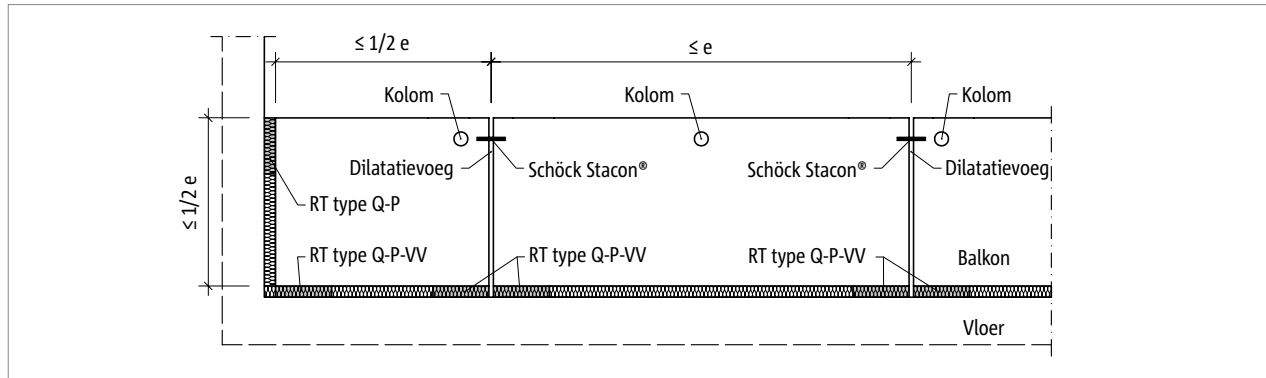 ≤ 1/2 e
≤ e
Kolom
Kolom
Kolom
Dilatatievoeg
Schöck Stacon®
Schöck Stacon®
Dilatatievoeg
≤ 1/2 e
RT type Q-P
RT type Q-P-VV
RT type Q-P-VV
RT type Q-P-VV
Balkon
Vloer